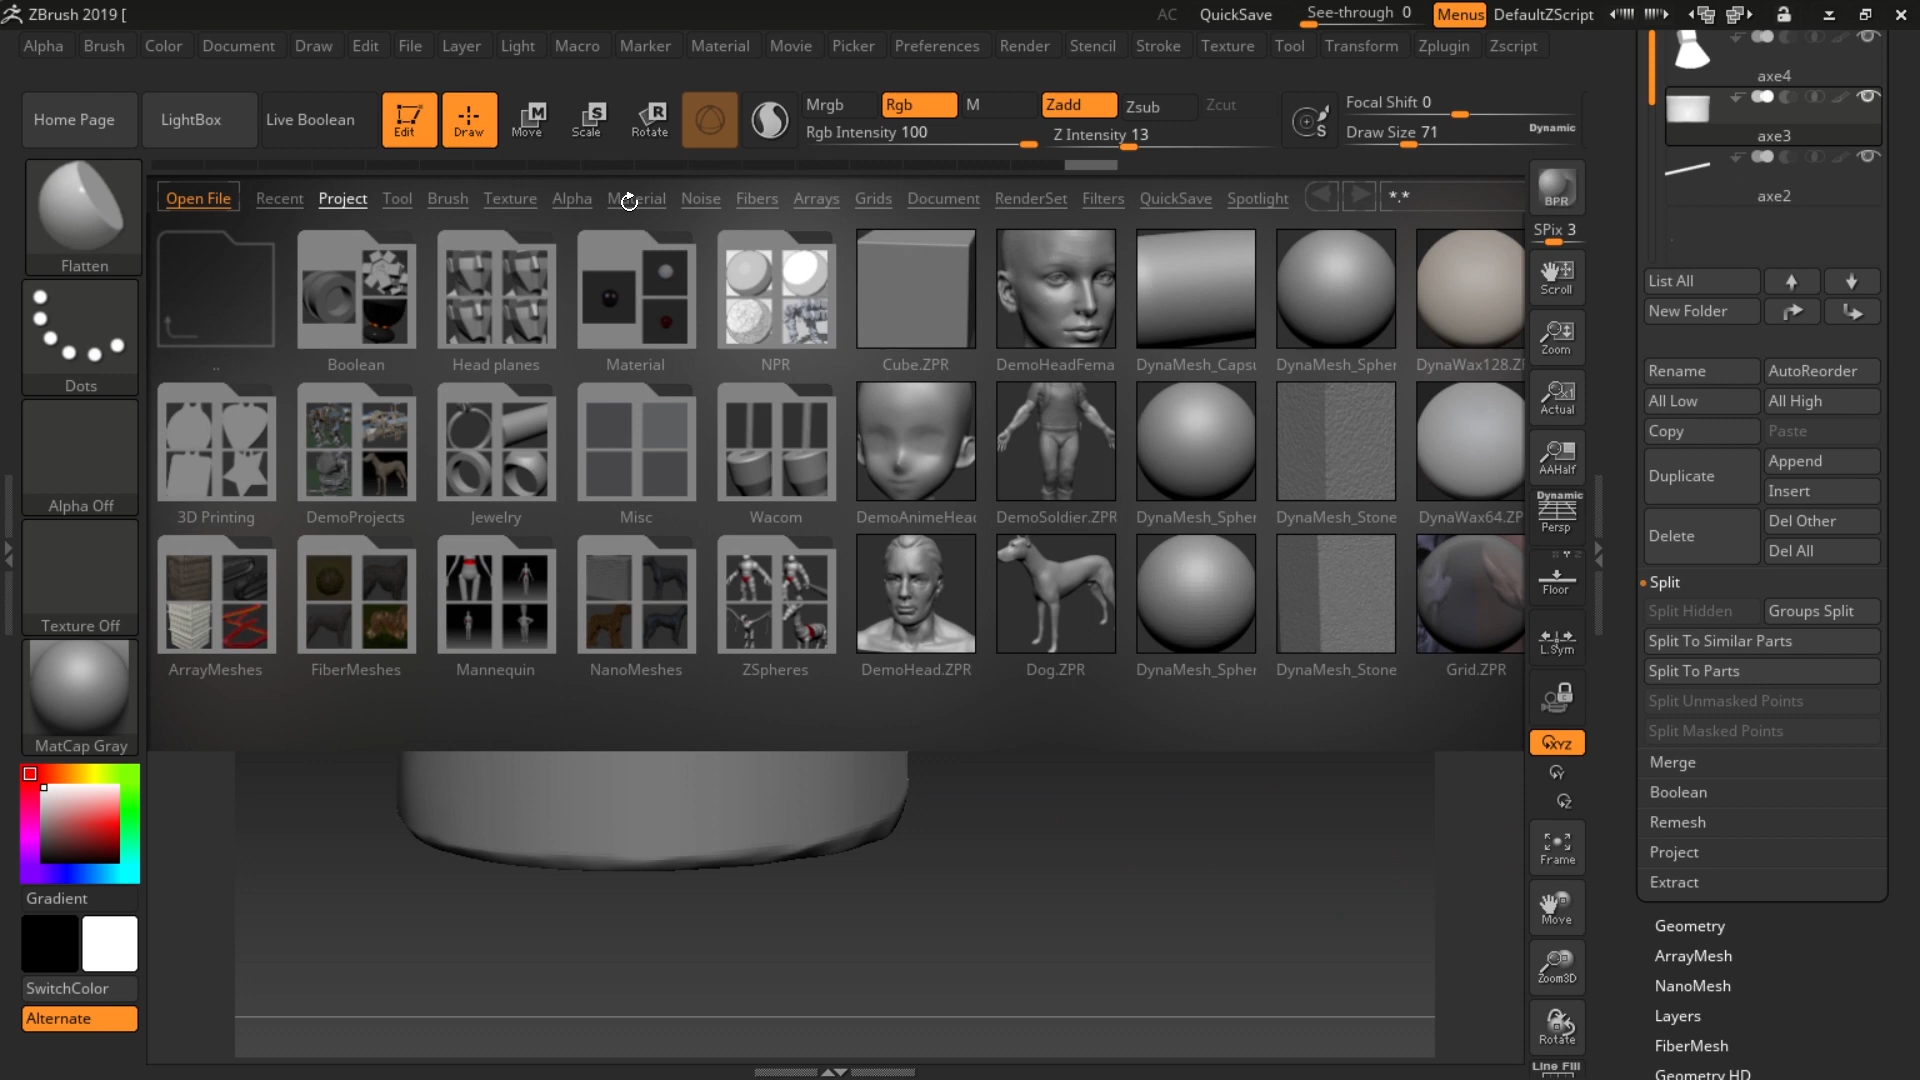 ZBrush 2019 [
AC QuickSave See-through 0 Menus DefaultZScript
Alpha Brush Color Document Draw Edit File Layer Light Macro Marker Material Movie Picker Preferences Render Stencil Stroke Texture Tool Transform Zplugin Zscript
Home Page LightBox Live Boolean Edit Draw Move Scale Rotate
Mrgb Rgb M Zadd Zsub Zcut
Rgb Intensity 100 Z Intensity 13
Focal Shift 0
Draw Size 71 Dynamic
Open File Recent Project Tool Brush Texture Alpha Material Noise Fibers Arrays Grids Document RenderSet Filters QuickSave Spotlight *.*
.. Boolean Head planes Material NPR Cube.ZPR DemoHeadFema DynaMesh_Capsu DynaMesh_Spher DynaWax128.Z
3D Printing DemoProjects Jewelry Misc Wacom DemoAnimeHeac DemoSoldier.ZPR DynaMesh_Spher DynaMesh_Stone DynaWax64.ZP
ArrayMeshes FiberMeshes Mannequin NanoMeshes ZSpheres DemoHead.ZPR Dog.ZPR DynaMesh_Spher DynaMesh_Stone Grid.ZPR
Flatten
Dots
Alpha Off
Texture Off
MatCap Gray
Gradient
SwitchColor
Alternate
BPR
SPix 3
Scroll
Zoom
Actual
AAHalf
Dynamic
Persp
Floor
L.Sym
XYZ
Y
Z
Frame
Move
Zoom3D
Rotate
Line Fill
axe4
axe3
axe2
List All
New Folder
Rename AutoReorder
All Low All High
Copy Paste
Duplicate Append
Insert
Delete Del Other
Del All
Split
Split Hidden Groups Split
Split To Similar Parts
Split To Parts
Split Unmasked Points
Split Masked Points
Merge
Boolean
Remesh
Project
Extract
Geometry
ArrayMesh
NanoMesh
Layers
FiberMesh
Geometry HD